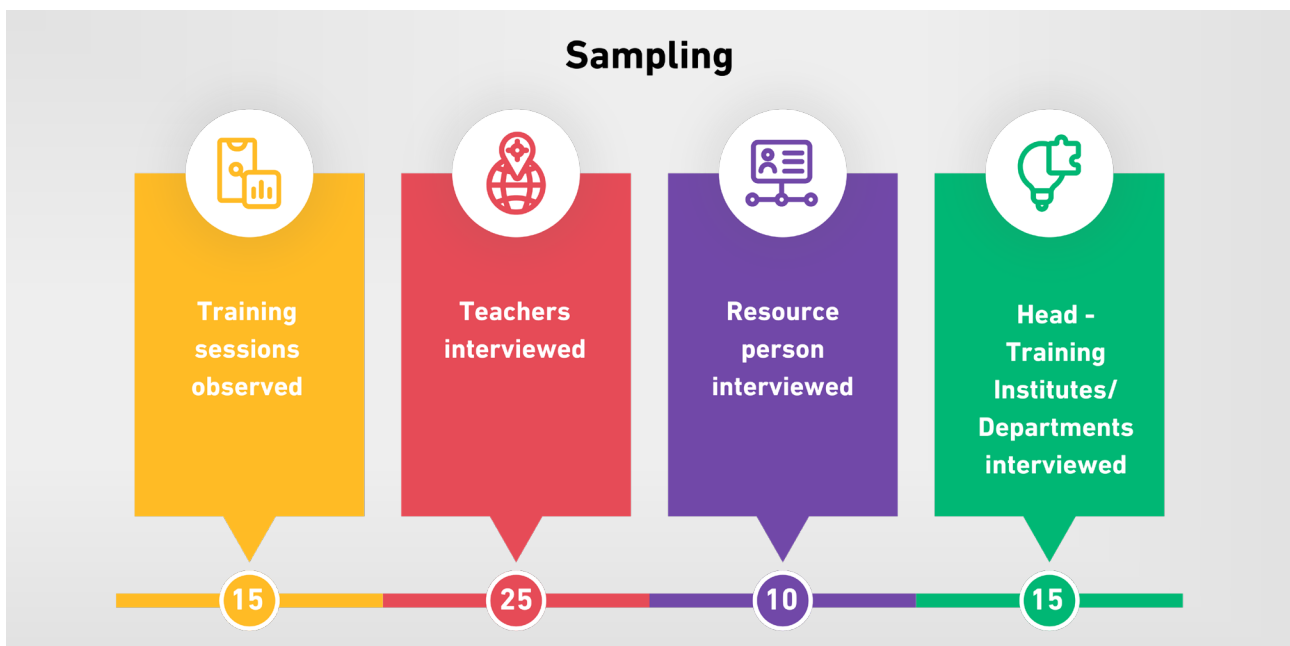 Sampling
Training
sessions
observed
Teachers
interviewed
Resource
person
interviewed
Head -
Training
Institutes/
Departments
interviewed
15
25
10
15